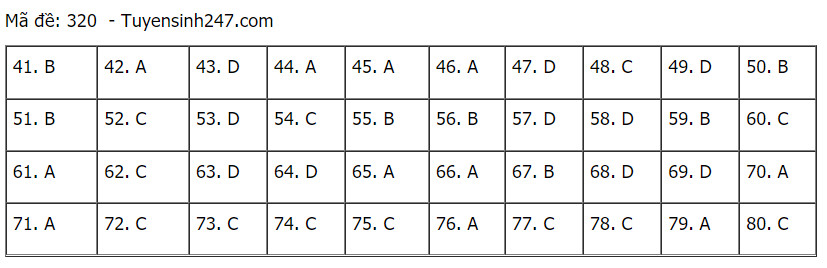 Mã đề: 320 - Tuyensinh247.com
41. B 42. A 43. D 44. A 45. A 46. A 47. D 48. C 49. D 50. B
51. B 52. C 53. D 54. C 55. B 56. B 57. D 58. D 59. B 60. C
61. A 62. C 63. D 64. D 65. A 66. A 67. B 68. D 69. D 70. A
71. A 72. C 73. C 74. C 75. C 76. A 77. C 78. C 79. A 80. C